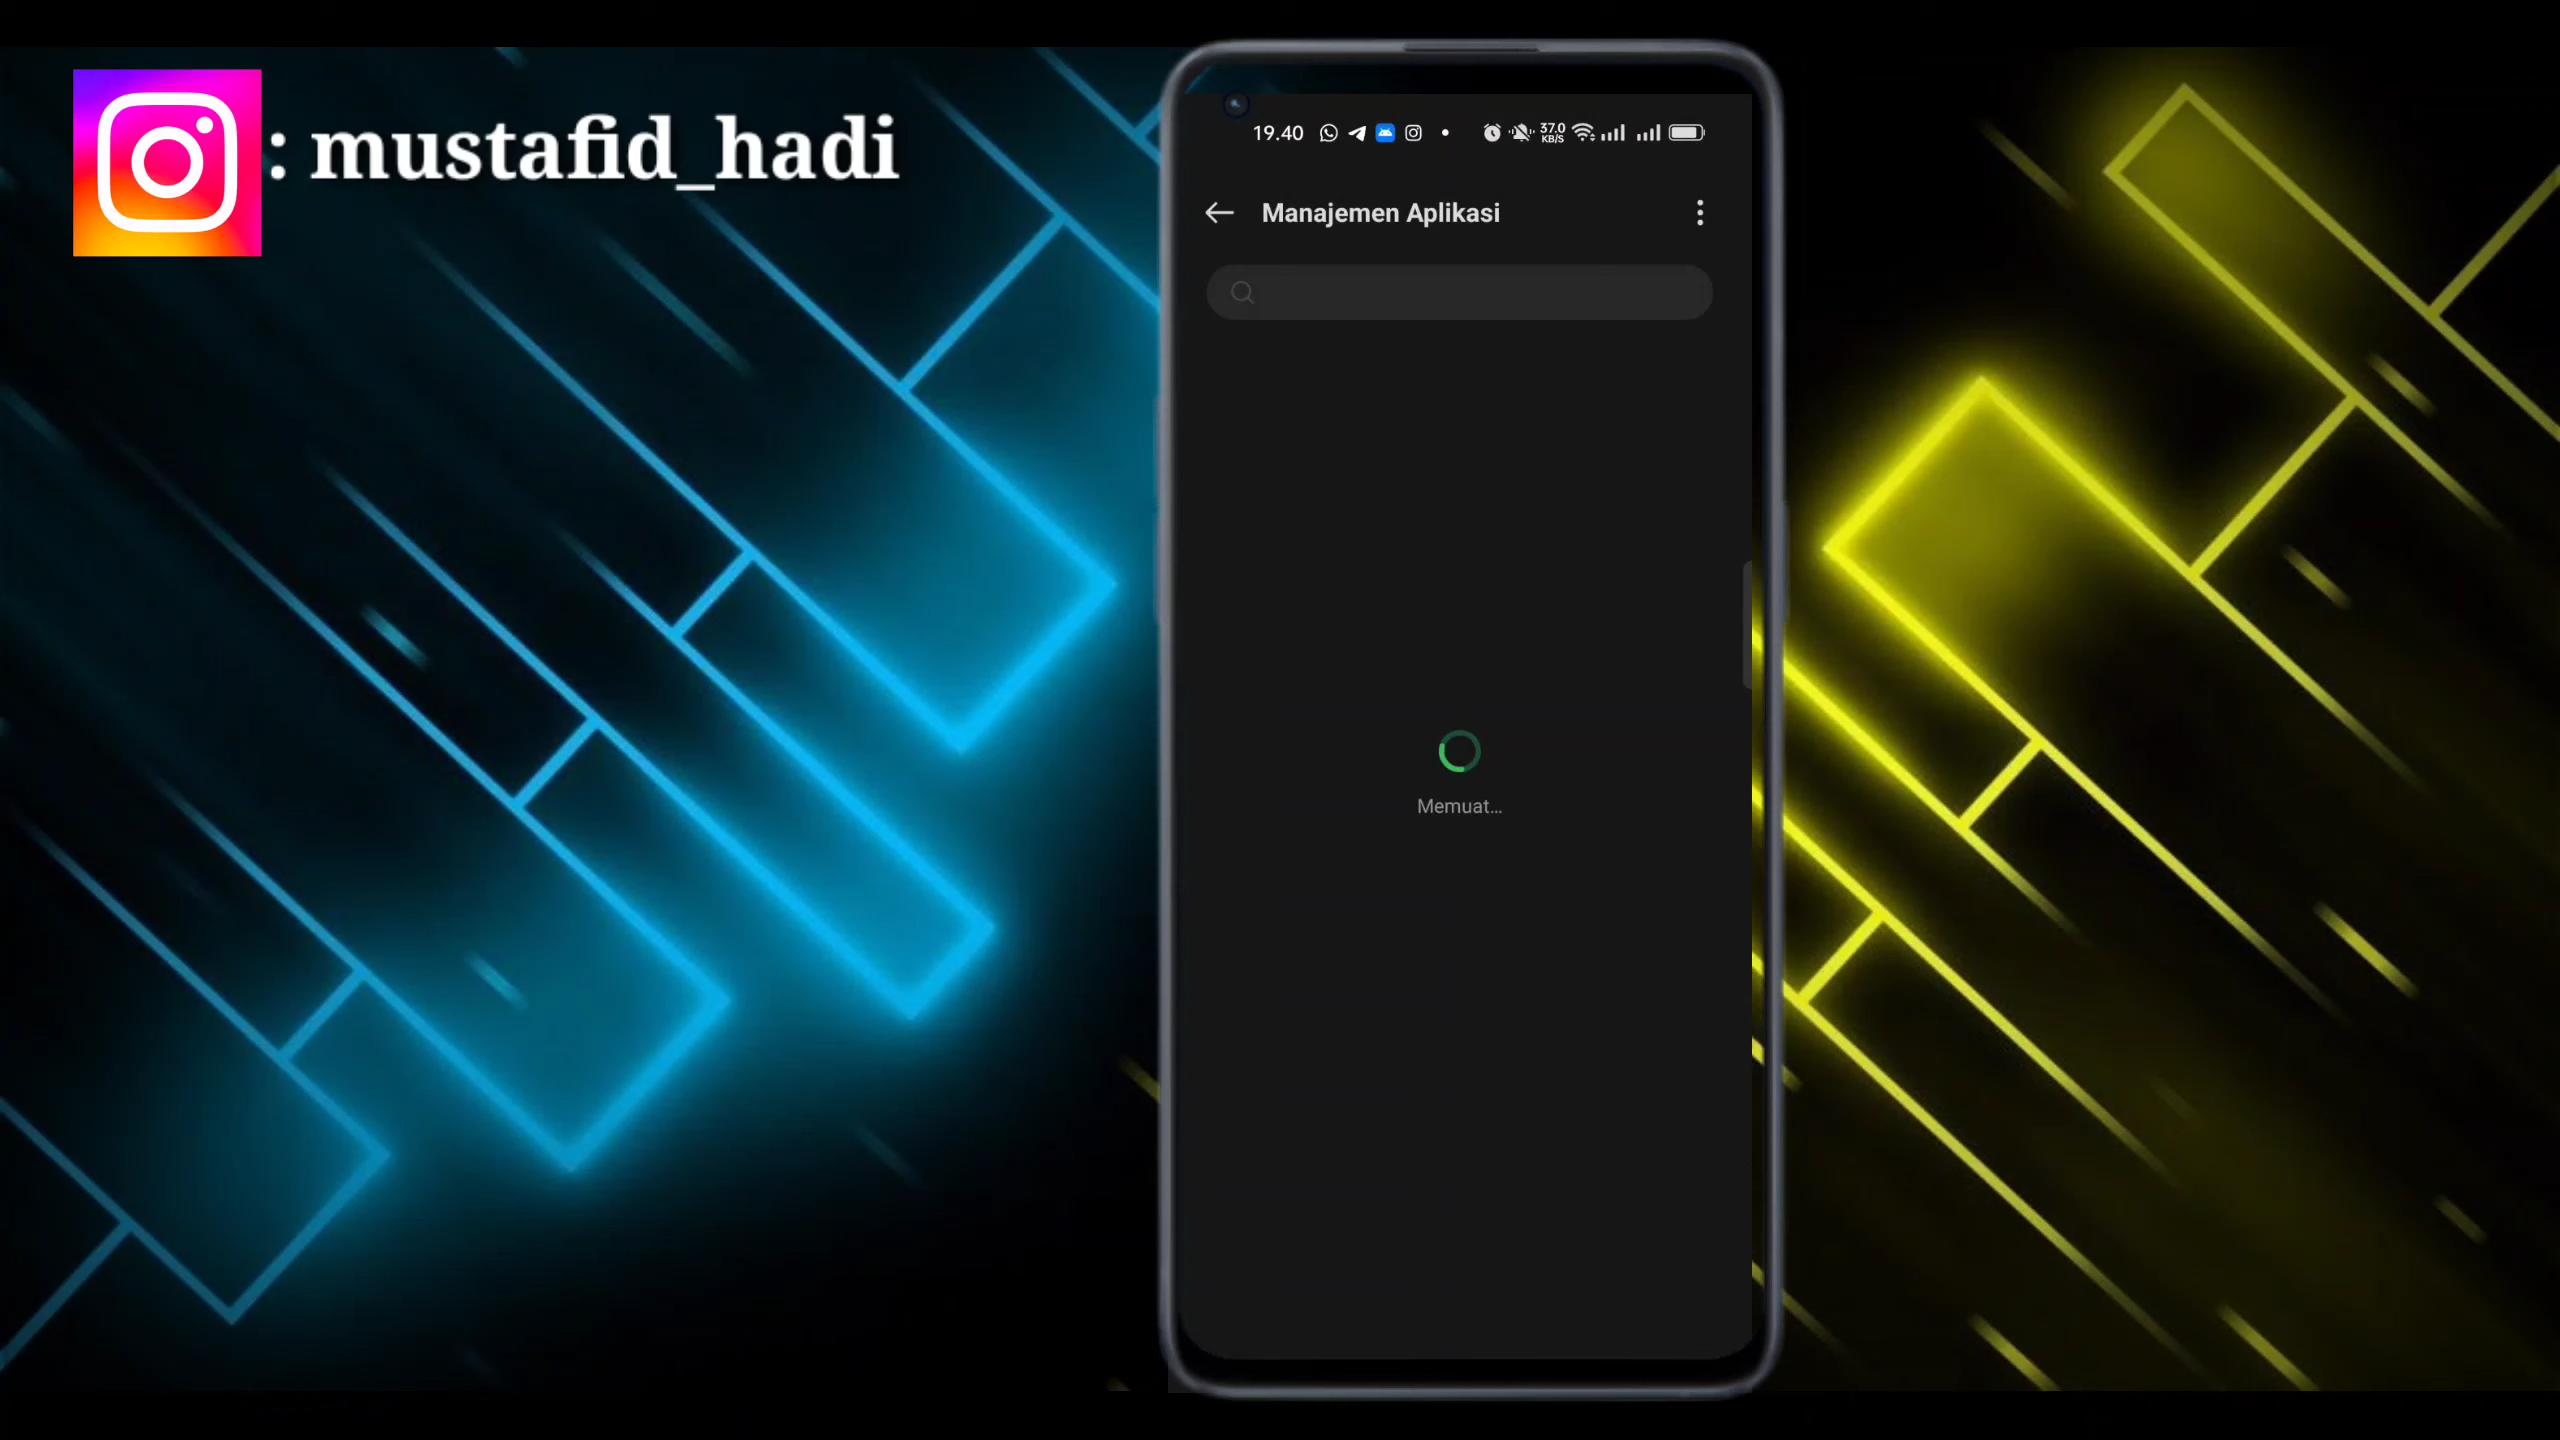 : mustafid_hadi
19.40
37.0
KB/S
Manajemen Aplikasi
Memuat...